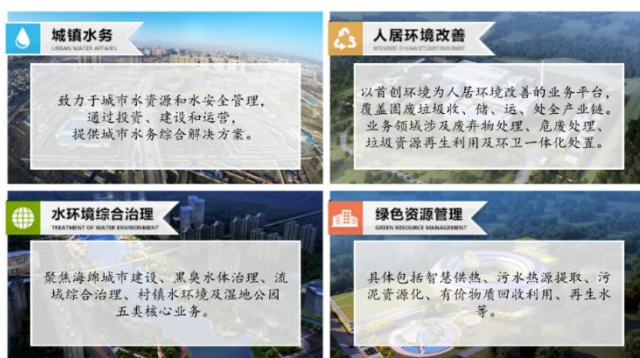 城镇水务
URBAN WATER AFFAIRS
致力于城市水资源和水安全管理，
通过投资、建设和运营，
提供城市水务综合解决方案。
人居环境改善
IMPROVEMENT OF HUMAN SETTLEMENT ENVIRONMENT
以首创环境为人居环境改善的业务平台，
覆盖固废垃圾收、储、运、处全产业链。
业务领域涉及废弃物处理、危废处理、
垃圾资源再生利用及环卫一体化处置。
水环境综合治理
TREATMENT OF WATER ENVIRONMENT
聚焦海绵城市建设、黑臭水体治理、流
域综合治理、村镇水环境及湿地公园
五类核心业务。
绿色资源管理
GREEN RESOURCE MANAGEMENT
具体包括智慧供热、污水热源提取、污
泥资源化、有价物质回收利用、再生水
等。